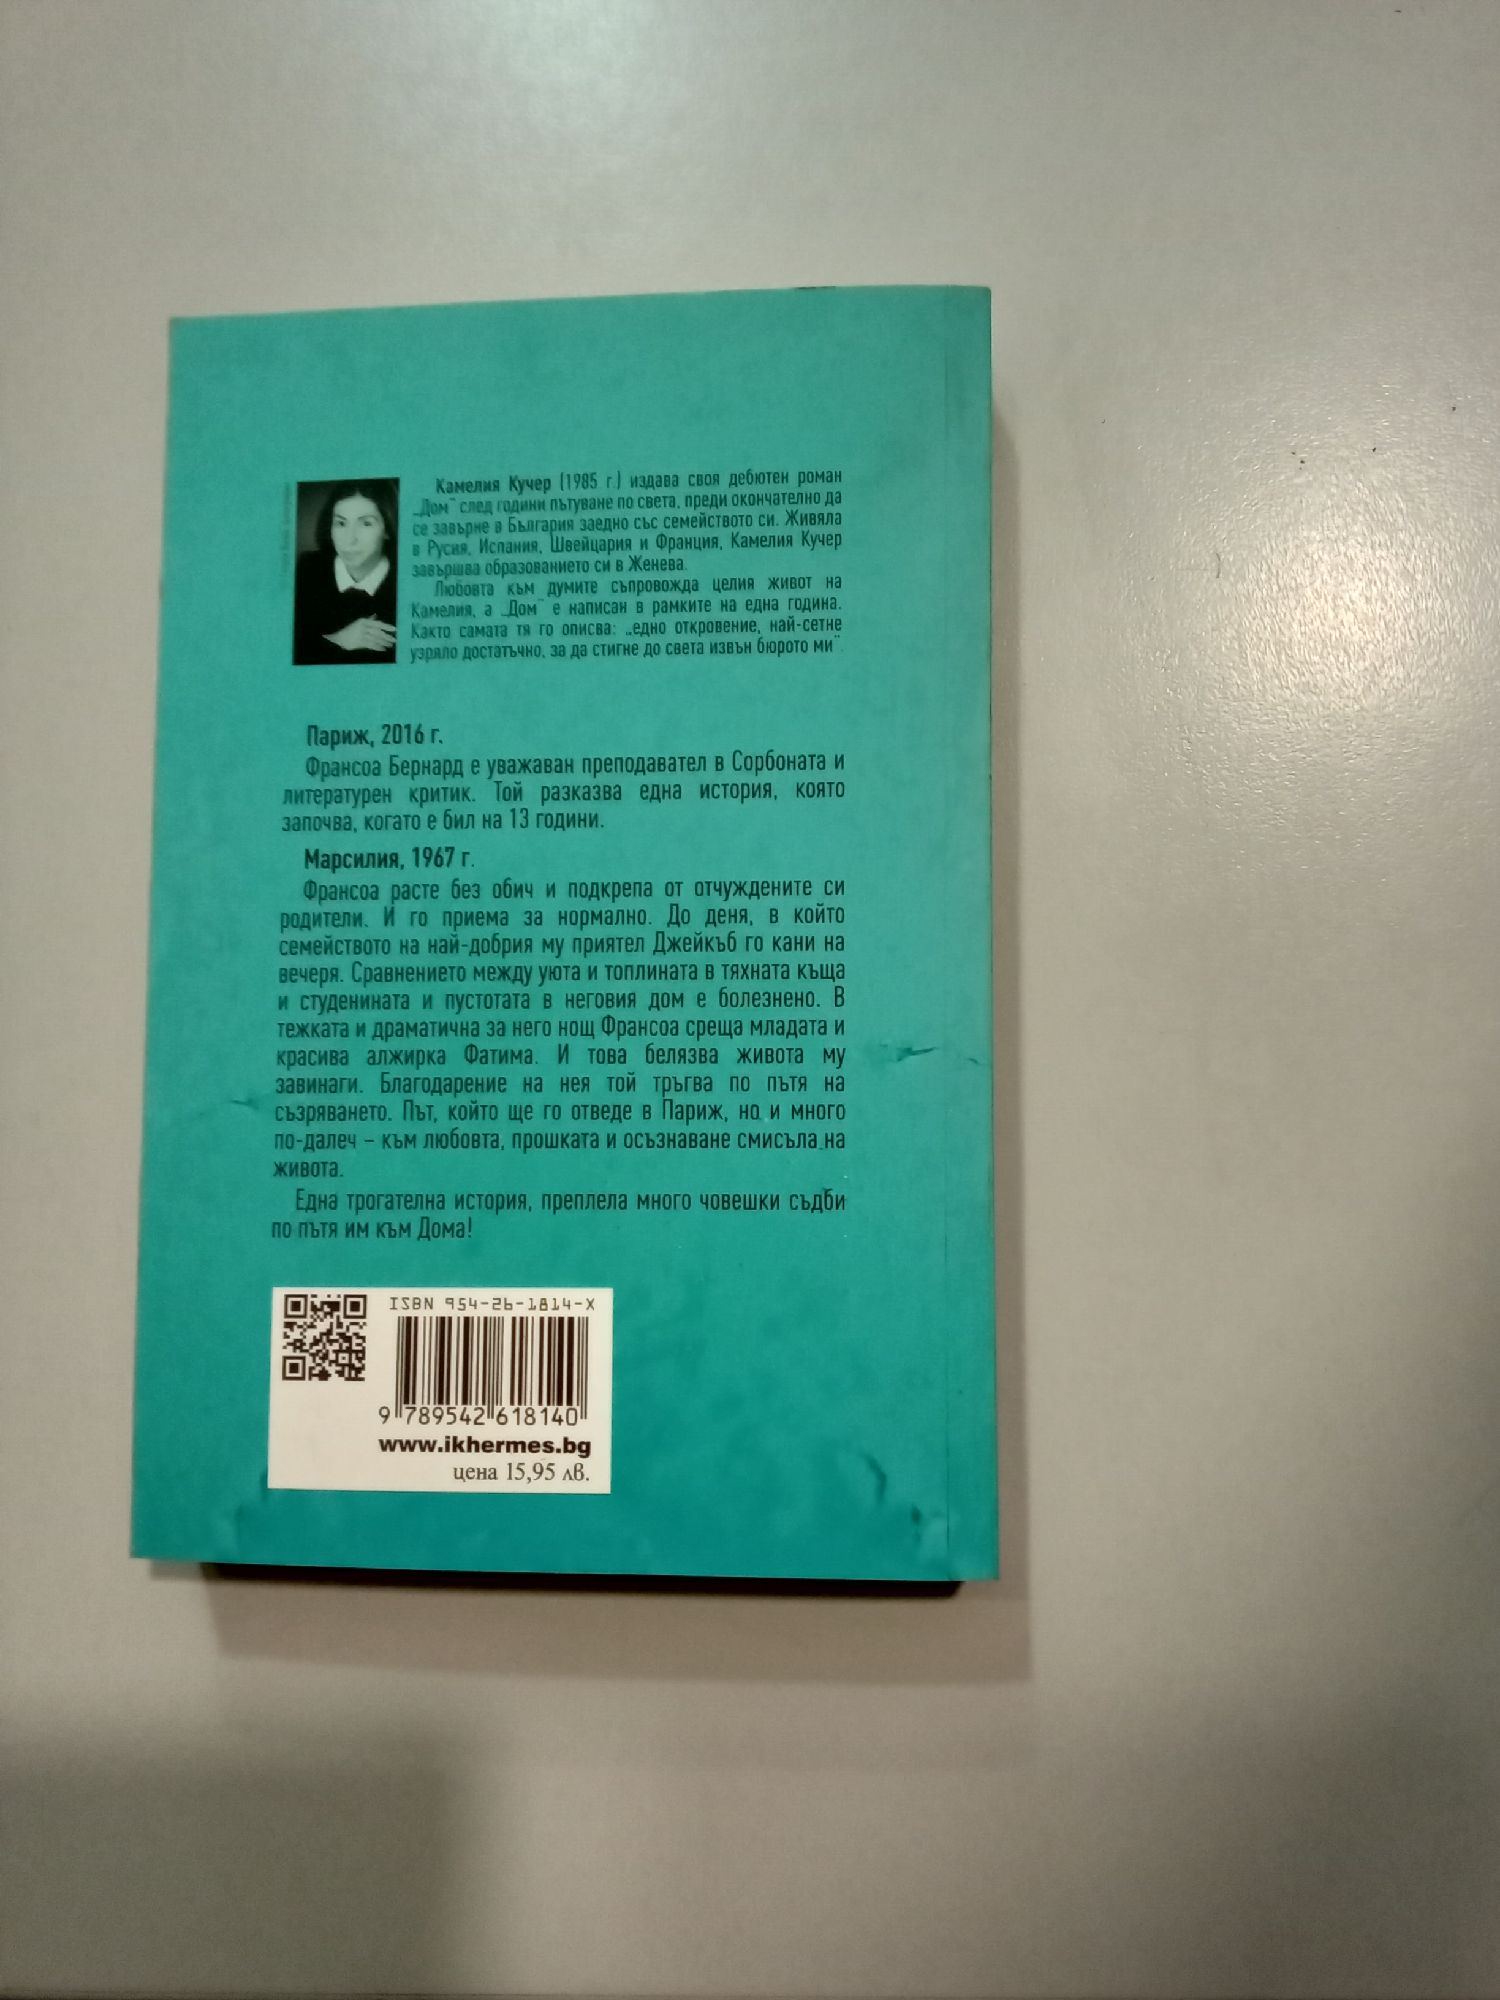 Камелия Кучер (1985 г.) издава своя дебютен роман
„Дом“ след години пътуване по света, преди окончателно да
се завърне в България заедно със семейството си. Живяла
в Русия, Испания, Швейцария и Франция, Камелия Кучер
завършва образованието си в Женева.
Любовта към думите съпровожда целия живот на
Камелия, а „Дом“ е написан в рамките на една година.
Както самата тя го описва: „едно откровение, най-сетне
узряло достатъчно, за да стигне до света извън бюрото ми“.
Париж, 2016 г.
Франсоа Бернард е уважаван преподавател в Сорбоната и
литературен критик. Той разказва една история, която
започва, когато е бил на 13 години.
Марсилия, 1967 г.
Франсоа расте без обич и подкрепа от отчуждените си
родители. И го приема за нормално. До деня, в който
семейството на най-добрия му приятел Джейкъб го кани на
вечеря. Сравнението между уюта и топлината в тяхната къща
и студенината и пустотата в неговия дом е болезнено. В
тежката и драматична за него нощ Франсоа среща младата и
красива алжирка Фатима. И това белязва живота му
завинаги. Благодарение на нея той тръгва по пътя на
съзряването. Път, който ще го отведе в Париж, но и много
по-далеч – към любовта, прошката и осъзнаване смисъла на
живота.
Една трогателна история, преплела много човешки съдби
по пътя им към Дома!
ISBN 954-26-1814-X
9 789542 618140
www.ikhermes.bg
цена 15,95 лв.